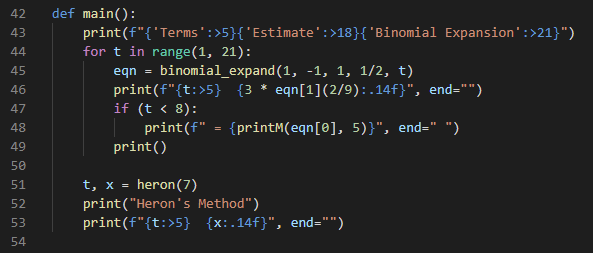 42 def main():
43     print(f"{'Terms':>5}{'Estimate':>18}{'Binomial Expansion':>21}")
44     for t in range(1, 21):
45         eqn = binomial_expand(1, -1, 1, 1/2, t)
46         print(f"{t:>5}  {3 * eqn[1](2/9):.14f}", end="")
47         if (t < 8):
48             print(f" = {printM(eqn[0], 5)}", end=" ")
49         print()
50
51     t, x = heron(7)
52     print("Heron's Method")
53     print(f"{t:>5}  {x:.14f}", end="")
54